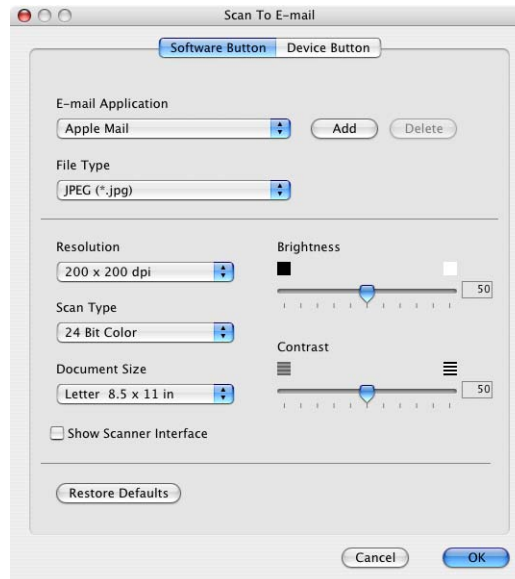 Scan To E-mail
Software Button Device Button
E-mail Application
Apple Mail Add Delete
File Type
JPEG (*.jpg)
Resolution Brightness
200 x 200 dpi 50
Scan Type
24 Bit Color
Contrast
Document Size
Letter 8.5 x 11 in 50
Show Scanner Interface
Restore Defaults
Cancel OK